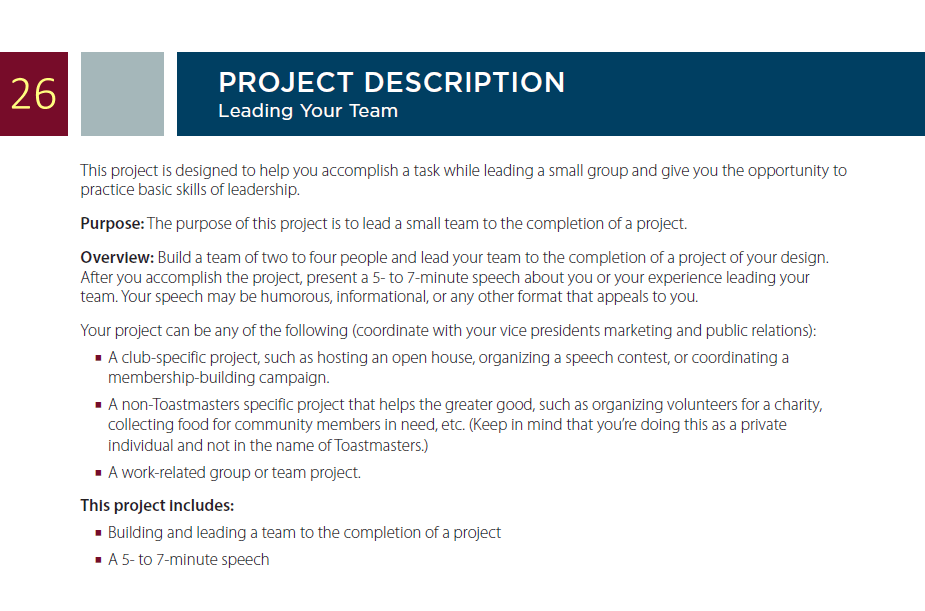 26
PROJECT DESCRIPTION
Leading Your Team
This project is designed to help you accomplish a task while leading a small group and give you the opportunity to
practice basic skills of leadership.
Purpose: The purpose of this project is to lead a small team to the completion of a project.
Overview: Build a team of two to four people and lead your team to the completion of a project of your design.
After you accomplish the project, present a 5- to 7-minute speech about you or your experience leading your
team. Your speech may be humorous, informational, or any other format that appeals to you.
Your project can be any of the following (coordinate with your vice presidents marketing and public relations):
▪ A club-specific project, such as hosting an open house, organizing a speech contest, or coordinating a
membership-building campaign.
▪ A non-Toastmasters specific project that helps the greater good, such as organizing volunteers for a charity,
collecting food for community members in need, etc. (Keep in mind that you’re doing this as a private
individual and not in the name of Toastmasters.)
▪ A work-related group or team project.
This project includes:
▪ Building and leading a team to the completion of a project
▪ A 5- to 7-minute speech